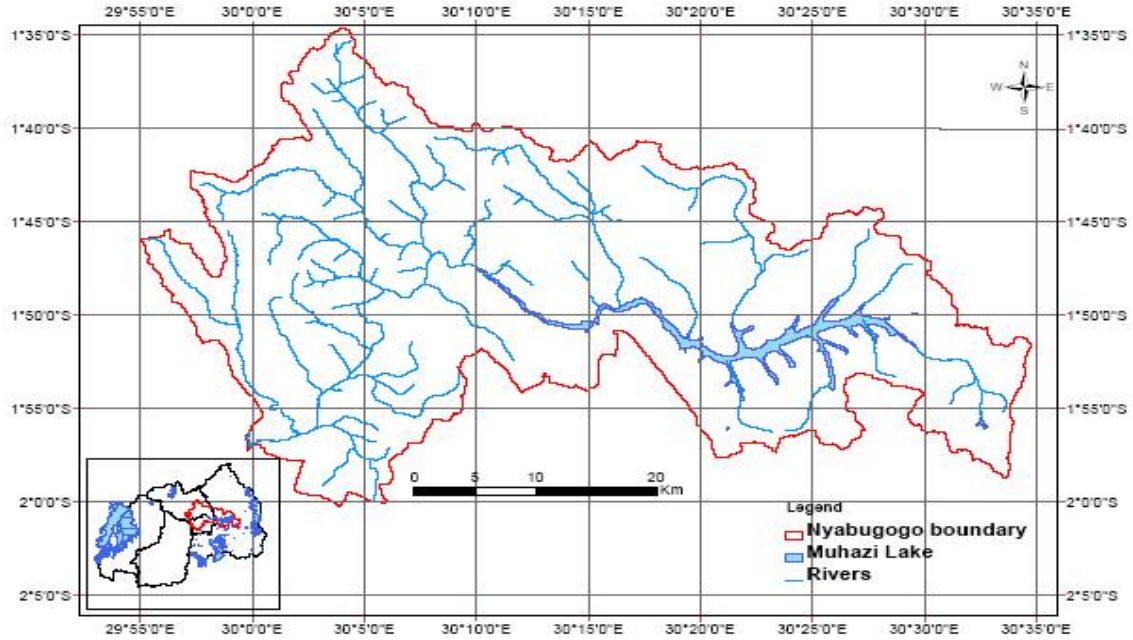 29°55'0"E 30°0'0"E 30°5'0"E 30°10'0"E 30°15'0"E 30°20'0"E 30°25'0"E 30°30'0"E 30°35'0"E
1°35'0"S 1°35'0"S
N
W E
S
1°40'0"S 1°40'0"S
1°45'0"S 1°45'0"S
1°50'0"S 1°50'0"S
1°55'0"S 1°55'0"S
0 5 10 20
Km
2°0'0"S 2°0'0"S
Legend
Nyabugogo boundary
Muhazi Lake
Rivers
2°5'0"S 2°5'0"S
29°55'0"E 30°0'0"E 30°5'0"E 30°10'0"E 30°15'0"E 30°20'0"E 30°25'0"E 30°30'0"E 30°35'0"E